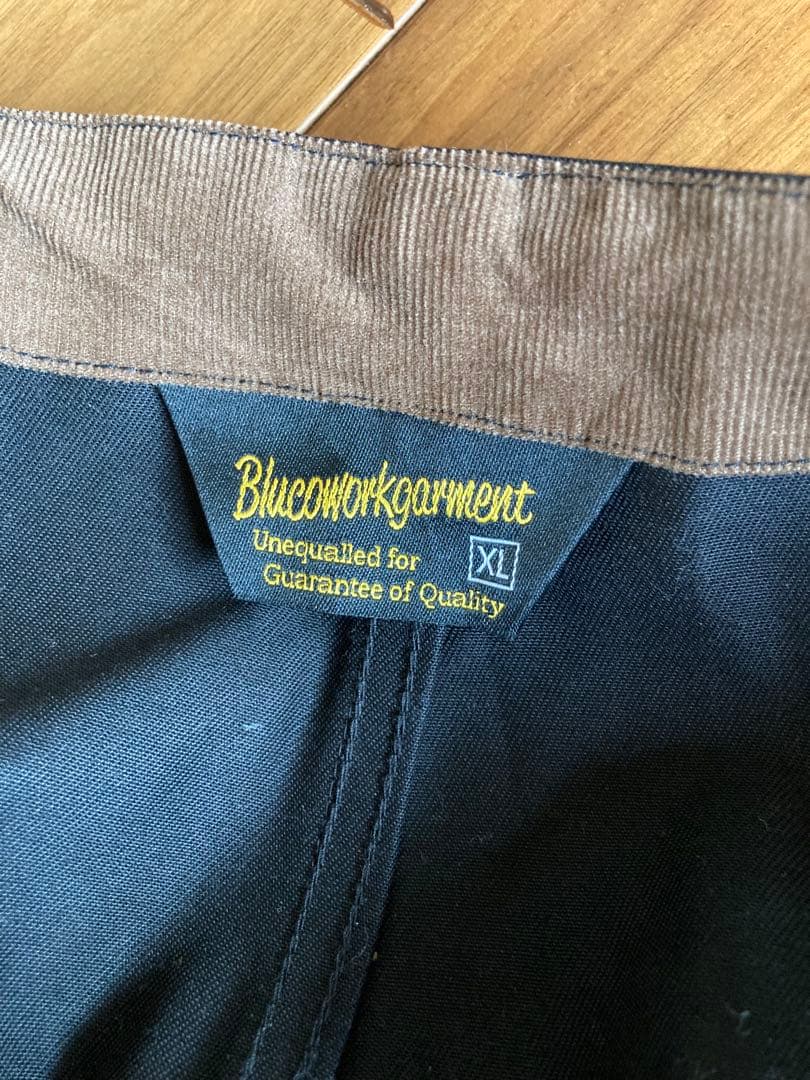 Blucoworkgarment
Unequalled for
XL
Guarantee of Quality